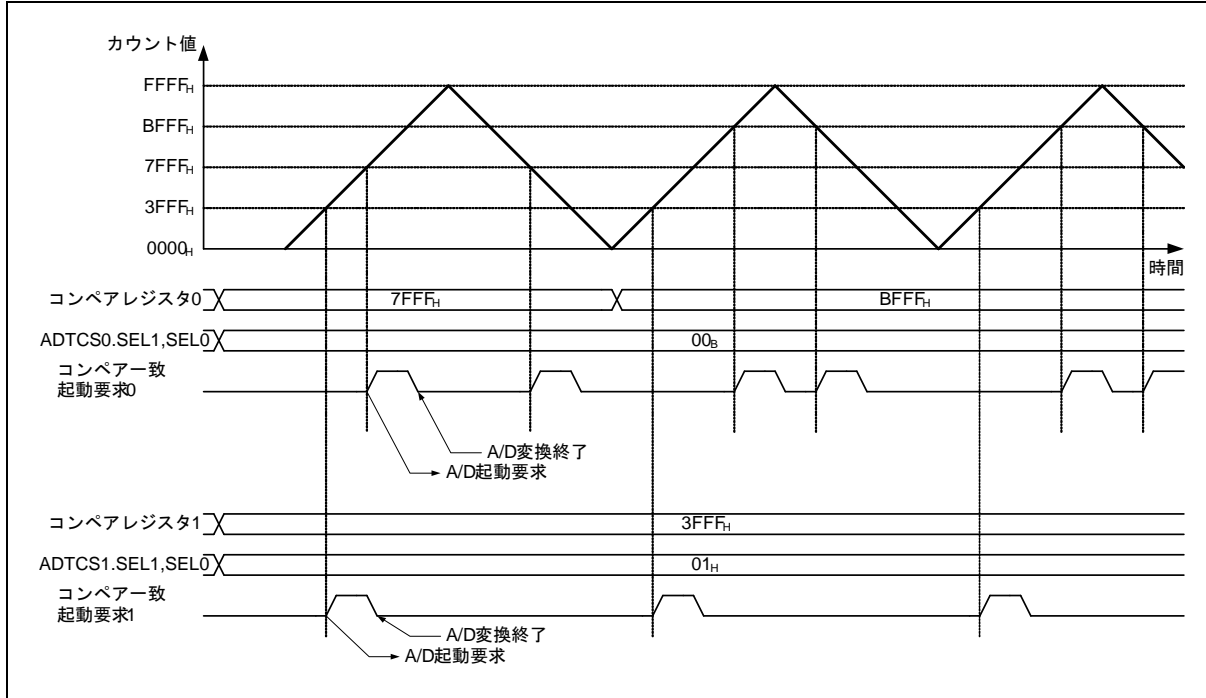 カウント値
FFFFH
BFFFH
7FFFH
3FFFH
0000H
時間
コンペアレジスタ0 7FFFH BFFFH
ADTCS0.SEL1,SEL0 00B
コンペア一致
起動要求0
A/D変換終了
A/D起動要求
コンペアレジスタ1 3FFFH
ADTCS1.SEL1,SEL0 01H
コンペア一致
起動要求1
A/D変換終了
A/D起動要求